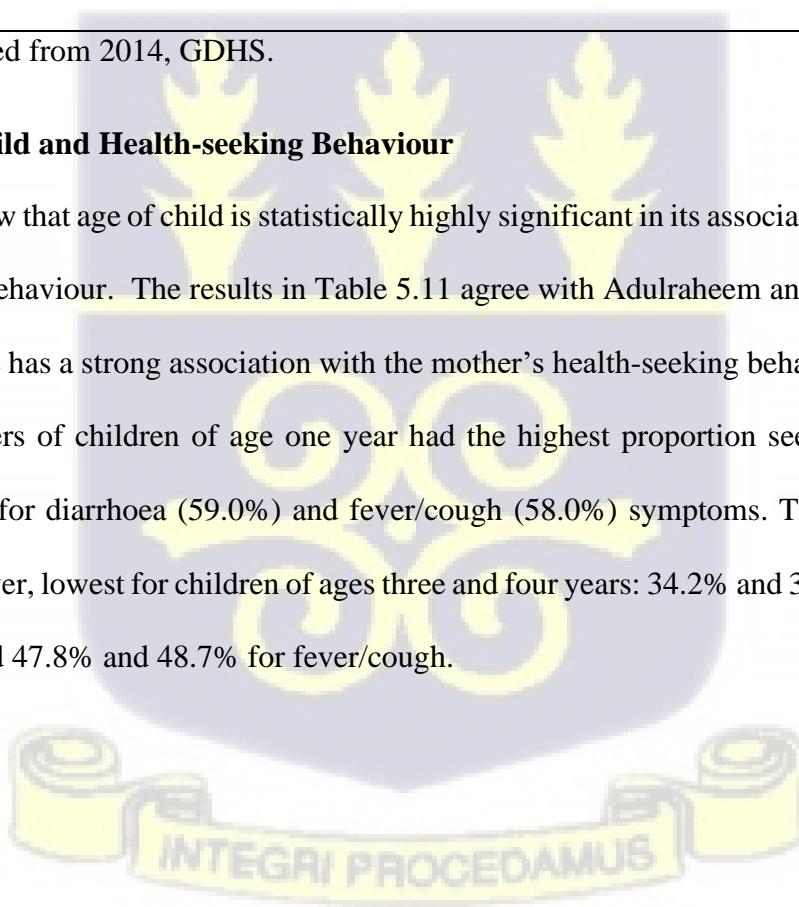 ed from 2014, GDHS.
ild and Health-seeking Behaviour
w that age of child is statistically highly significant in its associa
ehaviour. The results in Table 5.11 agree with Adulraheem an
has a strong association with the mother's health-seeking beha
ers of children of age one year had the highest proportion see
for diarrhoea (59.0%) and fever/cough (58.0%) symptoms. T
er, lowest for children of ages three and four years: 34.2% and 3
d 47.8% and 48.7% for fever/cough.
INTEGRI PROCEDAMUS